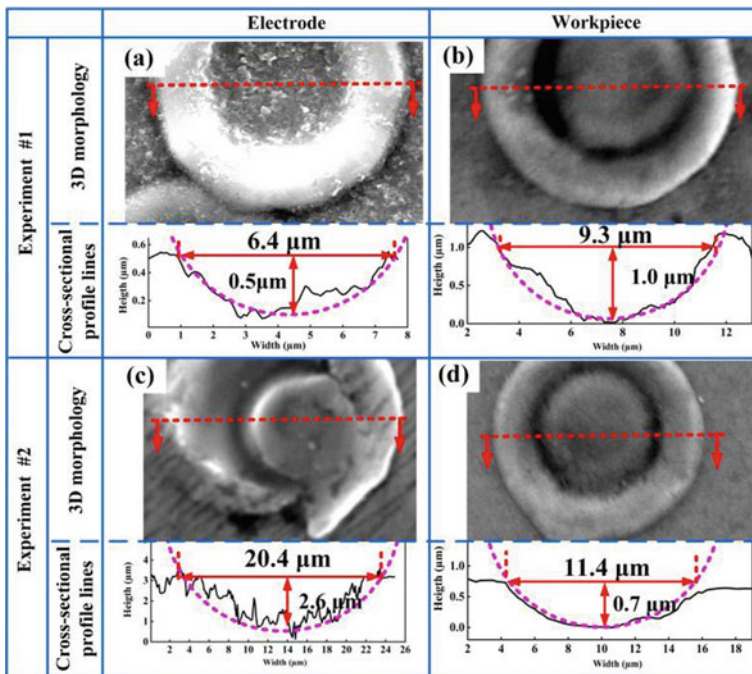 Electrode
Workpiece
Experiment #1
3D morphology
(a)
(b)
Cross-sectional
profile lines
Heigth (μm)
0.6
0.4
0.2
6.4 μm
0.5μm
0 1 2 3 4 5 6 7 8
Width (μm)
Heigth (μm)
1.0
0.5
0.0
9.3 μm
1.0 μm
2 4 6 8 10 12
Width (μm)
Experiment #2
3D morphology
(c)
(d)
Cross-sectional
profile lines
Heigth (μm)
4
3
2
1
0
20.4 μm
2.6 μm
2 4 6 8 10 12 14 16 18 20 22 24 26
Width (μm)
Heigth (μm)
1.0
0.5
0.0
11.4 μm
0.7 μm
2 4 6 8 10 12 14 16 18 20
Width (μm)